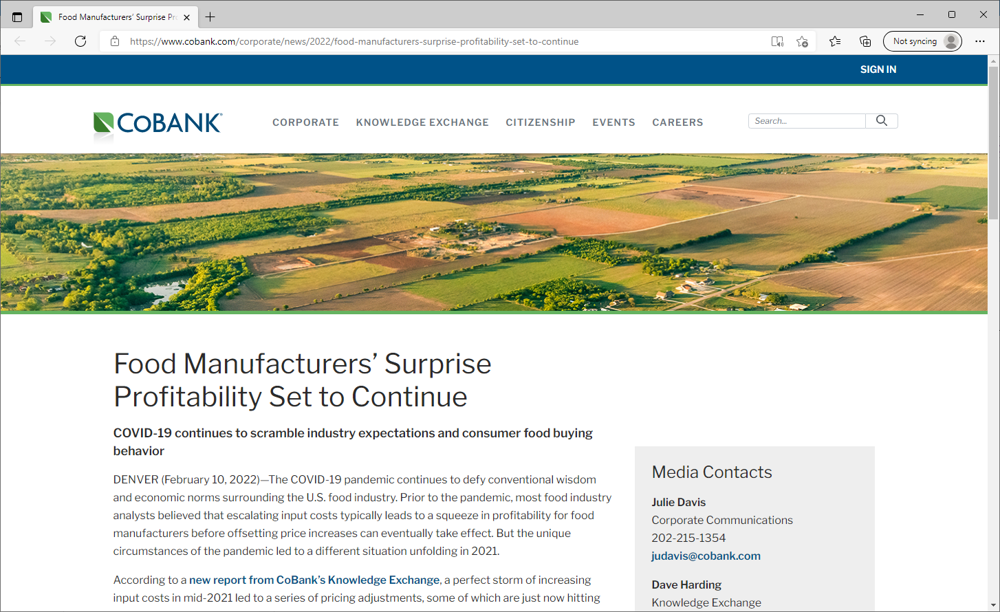 Food Manufacturers’ Surprise Pr
https://www.cobank.com/corporate/news/2022/food-manufacturers-surprise-profitability-set-to-continue
Not syncing
SIGN IN
COBANK®
CORPORATE KNOWLEDGE EXCHANGE CITIZENSHIP EVENTS CAREERS
Search...
Food Manufacturers’ Surprise
Profitability Set to Continue
COVID-19 continues to scramble industry expectations and consumer food buying
behavior
DENVER (February 10, 2022)—The COVID-19 pandemic continues to defy conventional wisdom
and economic norms surrounding the U.S. food industry. Prior to the pandemic, most food industry
analysts believed that escalating input costs typically leads to a squeeze in profitability for food
manufacturers before offsetting price increases can eventually take effect. But the unique
circumstances of the pandemic led to a different situation unfolding in 2021.
According to a new report from CoBank’s Knowledge Exchange, a perfect storm of increasing
input costs in mid-2021 led to a series of pricing adjustments, some of which are just now hitting
Media Contacts
Julie Davis
Corporate Communications
202-215-1354
judavis@cobank.com
Dave Harding
Knowledge Exchange